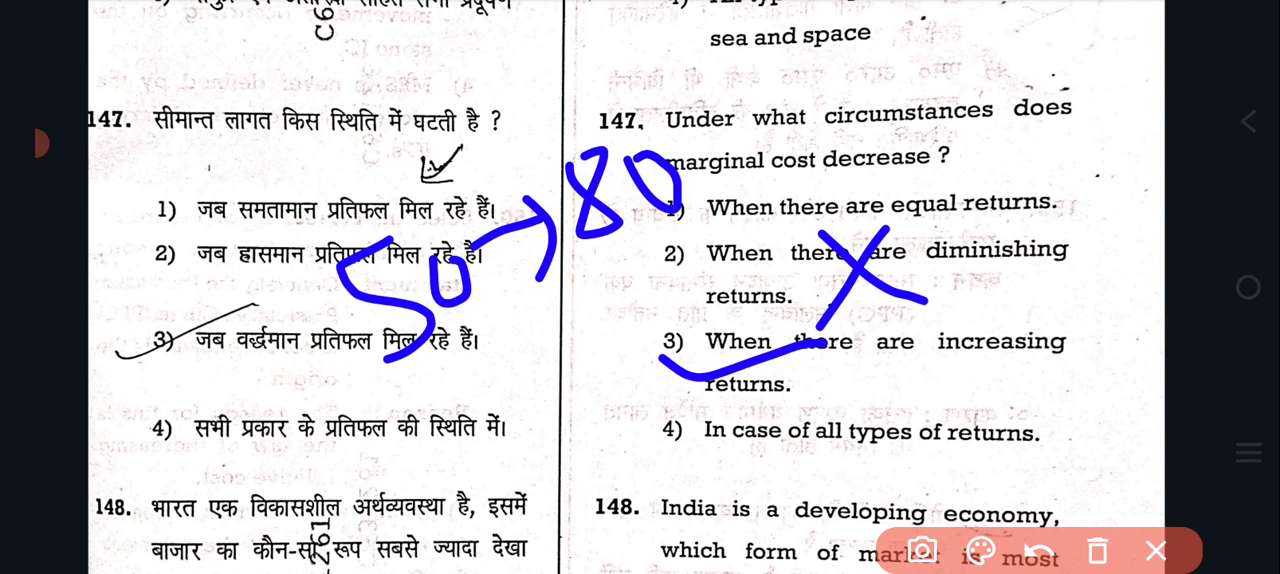 147. सीमान्त लागत किस स्थिति में घटती है ?
1) जब समतामान प्रतिफल मिल रहे हैं।
2) जब ह्रासमान प्रतिफल मिल रहे है।
3) जब वर्द्धमान प्रतिफल मिल रहे हैं।
4) सभी प्रकार के प्रतिफल की स्थिति में।
148. भारत एक विकासशील अर्थव्यवस्था है, इसमें
बाजार का कौन-सा रूप सबसे ज्यादा देखा
50 → 80
sea and space
147. Under what circumstances does
marginal cost decrease ?
1) When there are equal returns.
2) When there are diminishing
returns.
3) When there are increasing
returns.
4) In case of all types of returns.
148. India is a developing economy,
which form of market is most